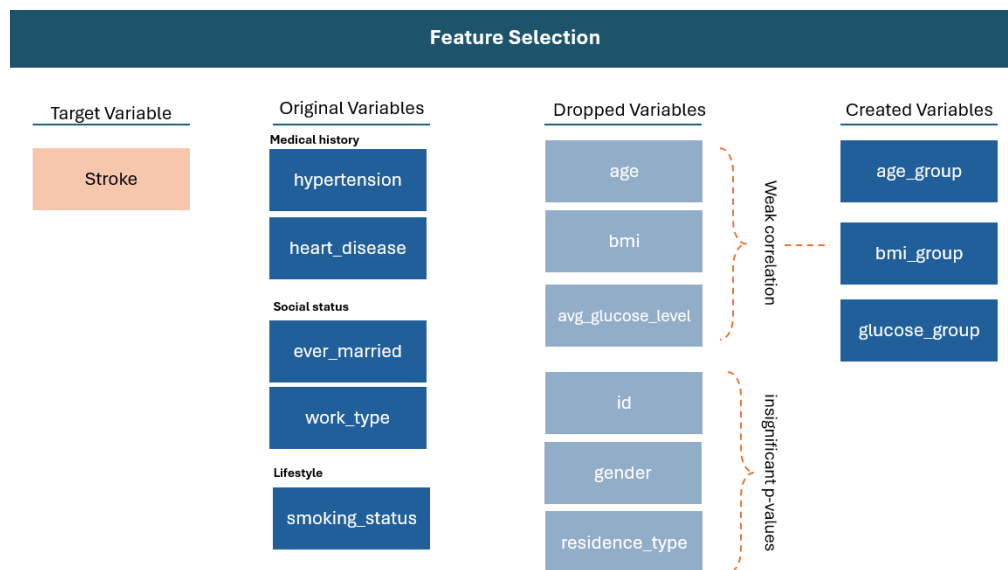 Feature Selection
Target Variable
Stroke
Original Variables
Medical history
hypertension
heart_disease
Social status
ever_married
work_type
Lifestyle
smoking_status
Dropped Variables
age
bmi
avg_glucose_level
Weak correlation
id
gender
residence_type
insignificant p-values
Created Variables
age_group
bmi_group
glucose_group